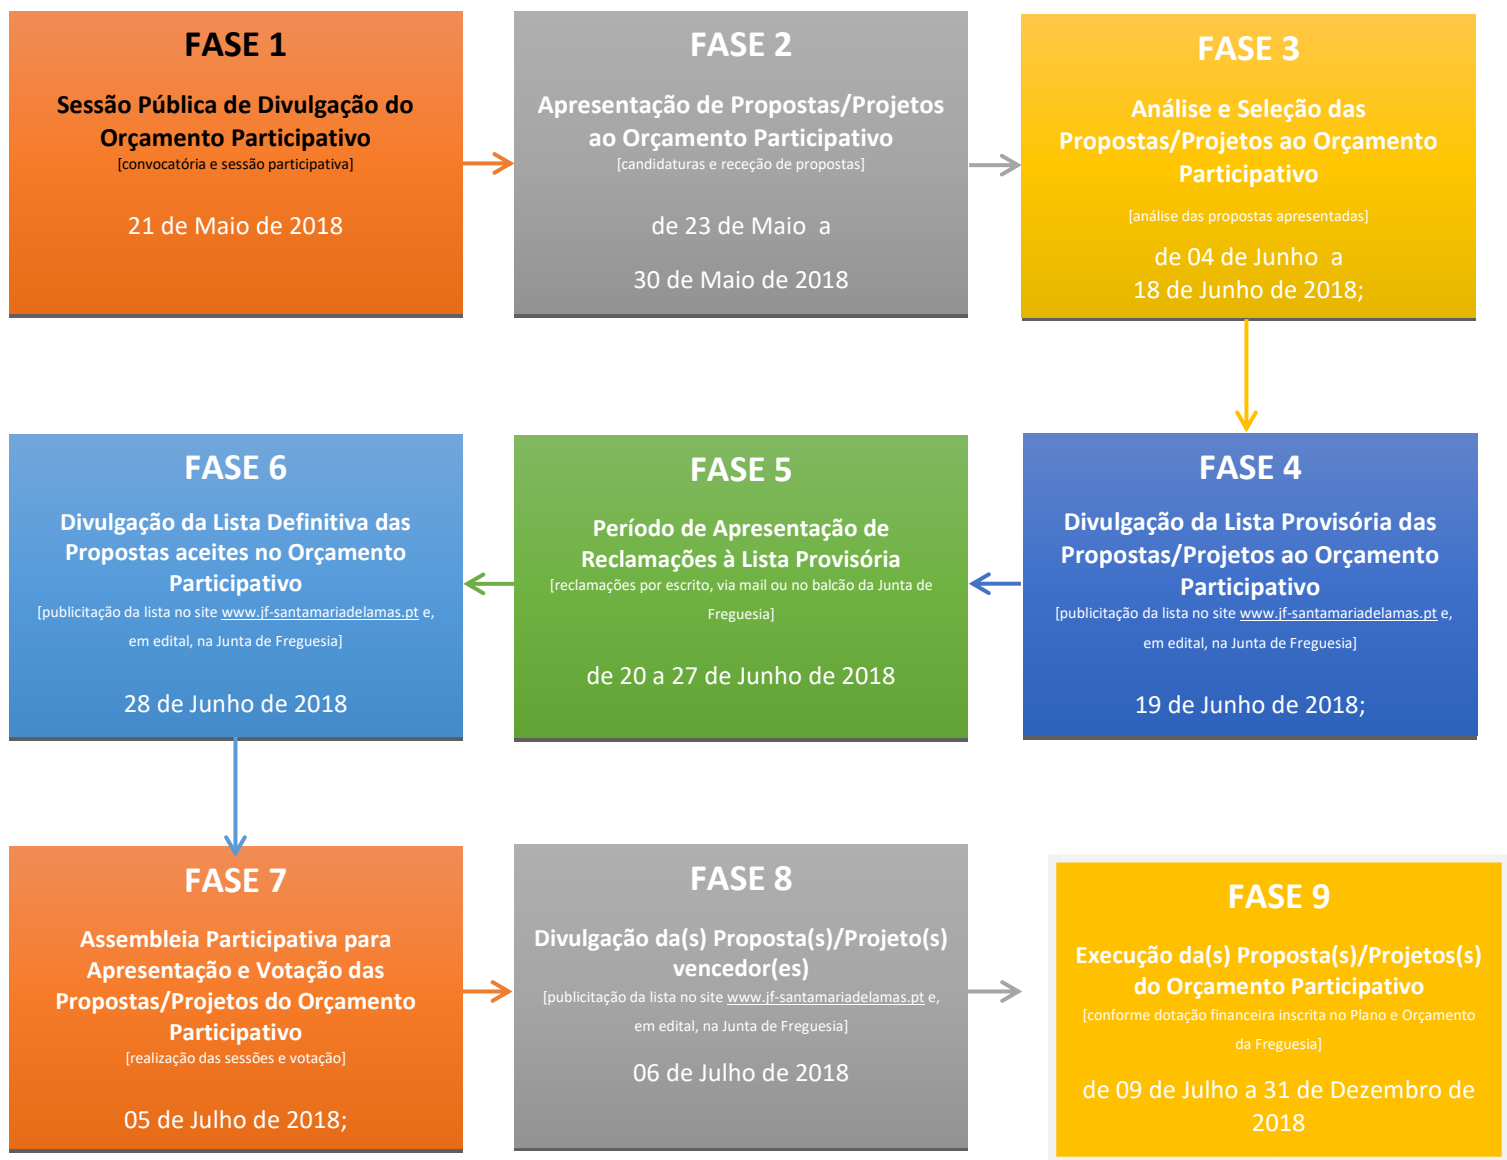 FASE 1
Sessão Pública de Divulgação do
Orçamento Participativo
[convocatória e sessão participativa]
21 de Maio de 2018
FASE 2
Apresentação de Propostas/Projetos
ao Orçamento Participativo
[candidaturas e receção de propostas]
de 23 de Maio  a
30 de Maio de 2018
FASE 3
Análise e Seleção das
Propostas/Projetos ao Orçamento
Participativo
[análise das propostas apresentadas]
de 04 de Junho  a
18 de Junho de 2018;
FASE 4
Divulgação da Lista Provisória das
Propostas/Projetos ao Orçamento
Participativo
[publicitação da lista no site www.jf-santamariadelamas.pt e,
em edital, na Junta de Freguesia]
19 de Junho de 2018;
FASE 5
Período de Apresentação de
Reclamações à Lista Provisória
[reclamações por escrito, via mail ou no balcão da Junta de
Freguesia]
de 20 a 27 de Junho de 2018
FASE 6
Divulgação da Lista Definitiva das
Propostas aceites no Orçamento
Participativo
[publicitação da lista no site www.jf-santamariadelamas.pt e,
em edital, na Junta de Freguesia]
28 de Junho de 2018
FASE 7
Assembleia Participativa para
Apresentação e Votação das
Propostas/Projetos do Orçamento
Participativo
[realização das sessões e votação]
05 de Julho de 2018;
FASE 8
Divulgação da(s) Proposta(s)/Projeto(s)
vencedor(es)
[publicitação da lista no site www.jf-santamariadelamas.pt e,
em edital, na Junta de Freguesia]
06 de Julho de 2018
FASE 9
Execução da(s) Proposta(s)/Projetos(s)
do Orçamento Participativo
[conforme dotação financeira inscrita no Plano e Orçamento
da Freguesia]
de 09 de Julho a 31 de Dezembro de
2018